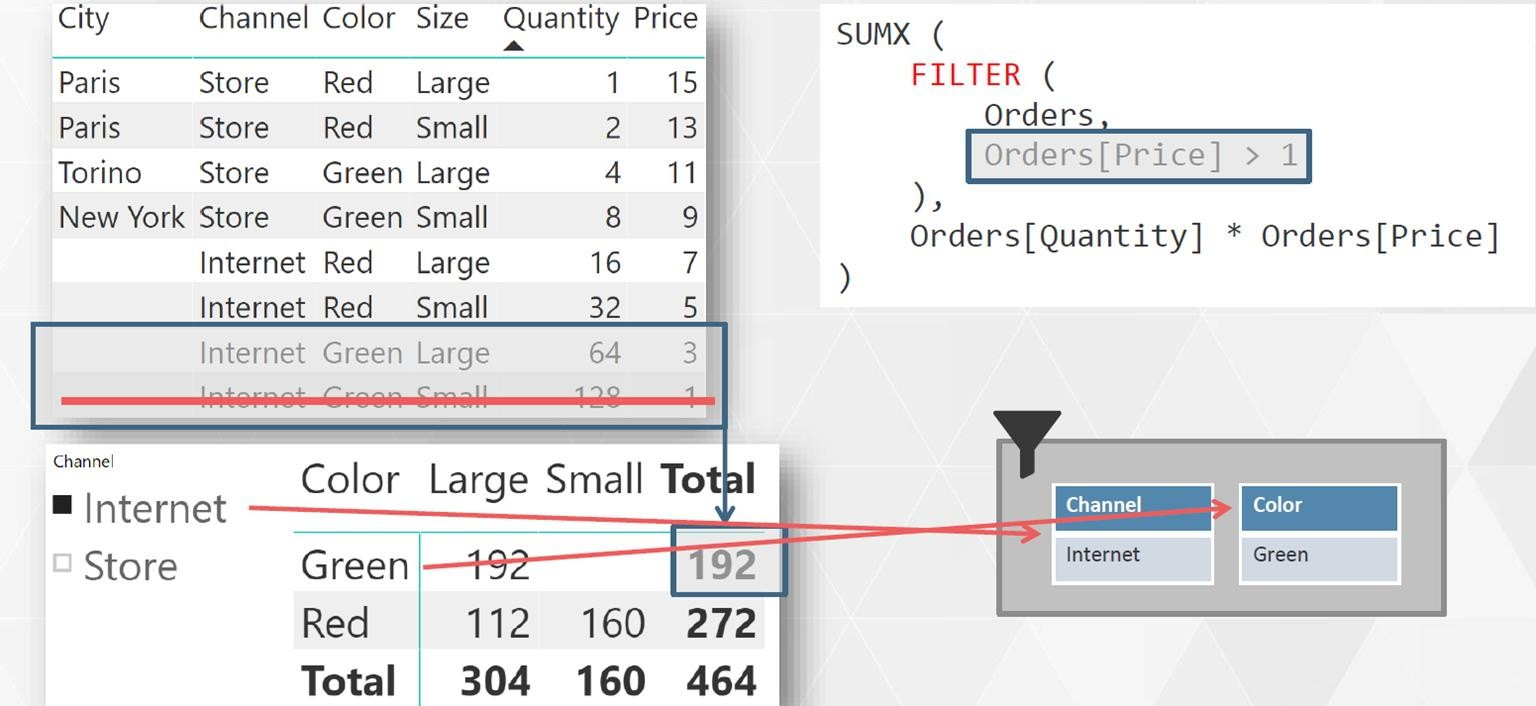 City Channel Color Size Quantity Price
Paris Store Red Large 1 15
Paris Store Red Small 2 13
Torino Store Green Large 4 11
New York Store Green Small 8 9
Internet Red Large 16 7
Internet Red Small 32 5
Internet Green Large 64 3
Internet Green Small 128 1
SUMX (
FILTER (
Orders,
Orders[Price] > 1
),
Orders[Quantity] * Orders[Price]
)
Channel
Internet
Store
Color Large Small Total
Green 192 192
Red 112 160 272
Total 304 160 464
Channel Color
Internet Green